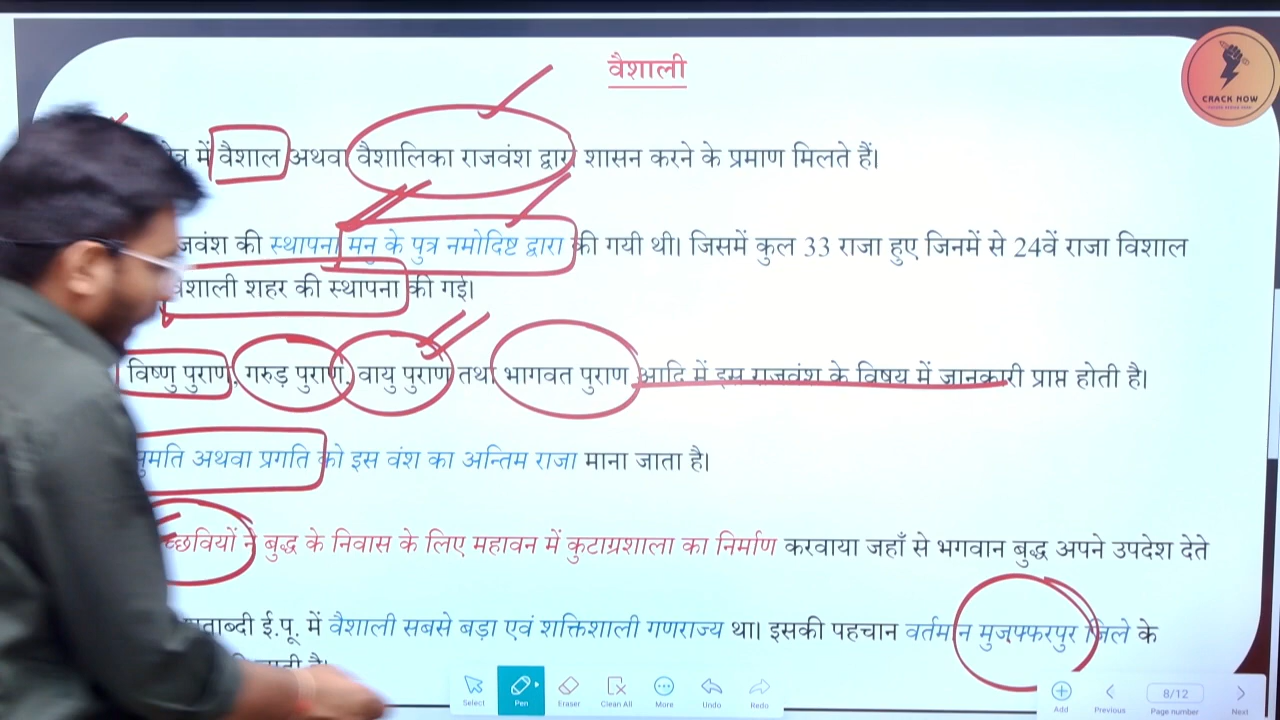 वैशाली
CRACK NOW
में वैशाल अथवा वैशालिका राजवंश द्वारा शासन करने के प्रमाण मिलते हैं।
की स्थापना मनु के पुत्र नमोदिष्ट द्वारा की गयी थी। जिसमें कुल 33 राजा हुए जिनमें से 24वें राजा विशाल
शहर की स्थापना की गई।
विष्णु पुराण, गरुड़ पुराण, वायु पुराण तथा भागवत पुराण आदि में इस राजवंश के विषय में जानकारी प्राप्त होती है।
अथवा प्रगति को इस वंश का अन्तिम राजा माना जाता है।
ने बुद्ध के निवास के लिए महावन में कुटाग्रशाला का निर्माण करवाया जहाँ से भगवान बुद्ध अपने उपदेश देते
ई.पू. में वैशाली सबसे बड़ा एवं शक्तिशाली गणराज्य था। इसकी पहचान वर्तमान मुजफ्फरपुर जिले के
Select Pen Eraser Clean All More Undo Redo Add Previous 8/12 Page number Next